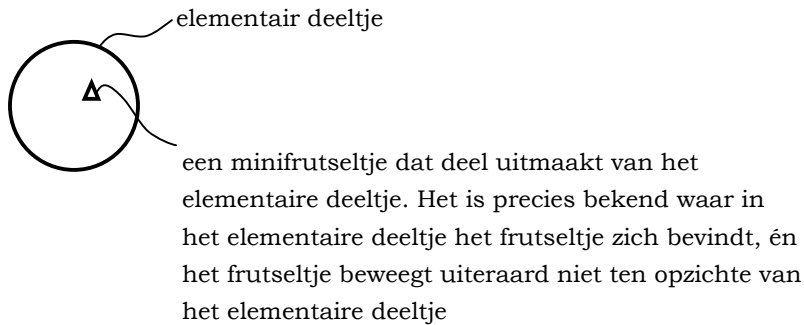 elementair deeltje
een minifrutseltje dat deel uitmaakt van het
elementaire deeltje. Het is precies bekend waar in
het elementaire deeltje het frutseltje zich bevindt, én
het frutseltje beweegt uiteraard niet ten opzichte van
het elementaire deeltje